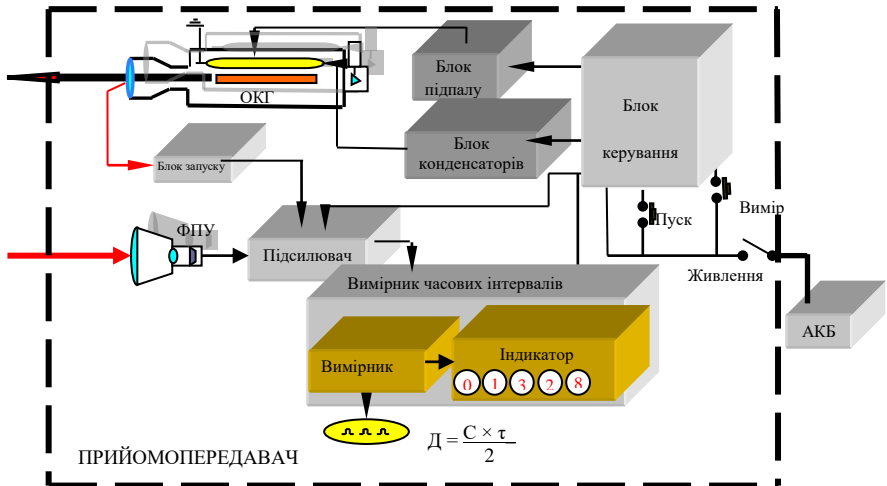 Блок
підпалу
Блок
керування
ОКГ
Блок
конденсаторів
Блок запуску
Пуск
Вимір
ФПУ
Підсилювач
Живлення
Вимірник часових інтервалів
АКБ
Вимірник
Індикатор
0 1 3 2 8
Д = С × τ
2
ПРИЙОМОПЕРЕДАВАЧ